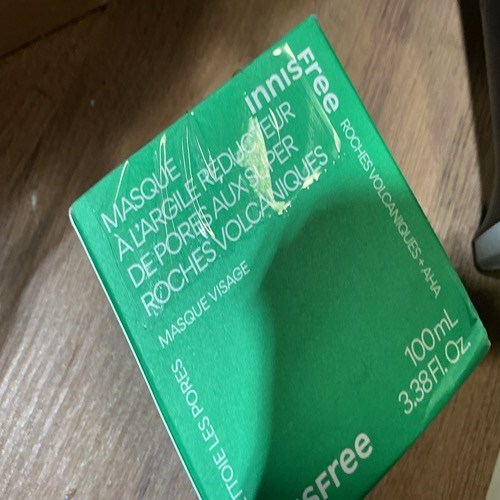 innisFree
MASQUE
À L'ARGILE RÉDUCTEUR
DE PORES AUX SUPER
ROCHES VOLCANIQUES
MASQUE VISAGE
ROCHES VOLCANIQUES + AHA
100mL
3.38 Fl. Oz.
LES PORES